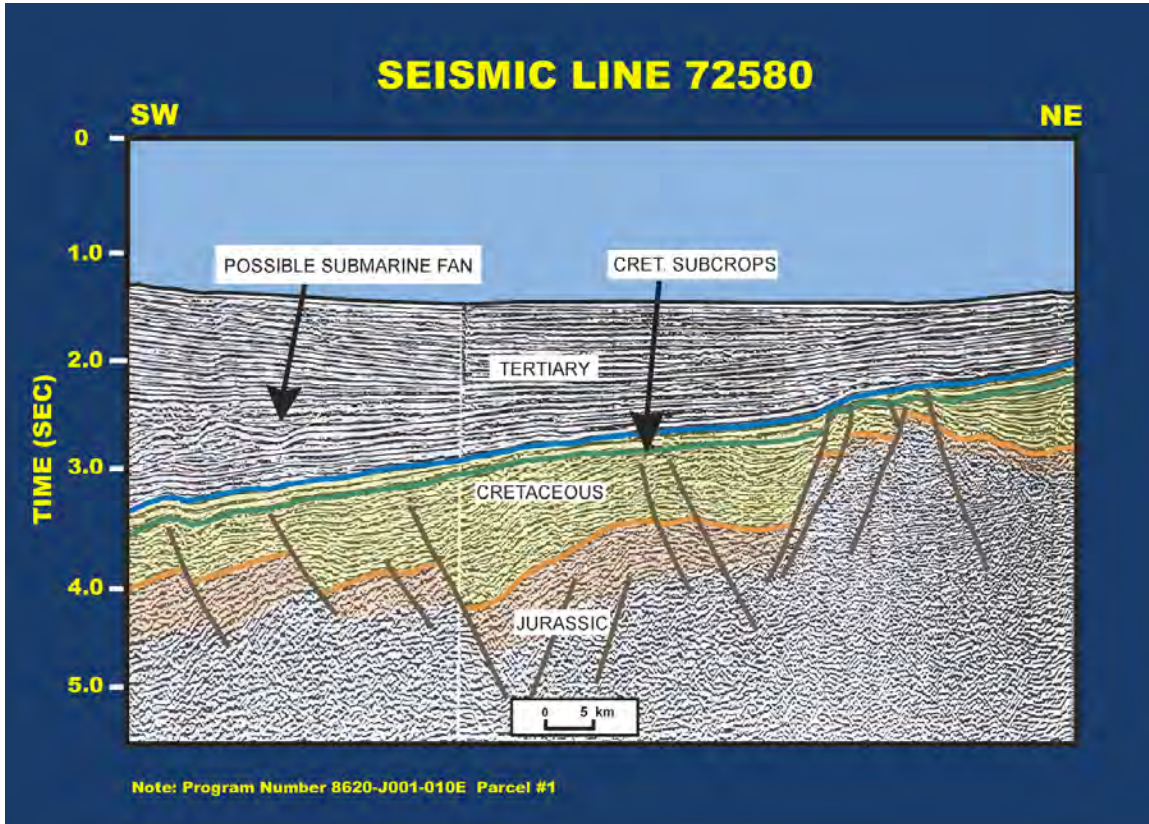 SEISMIC LINE 72580
SW
NE
0
1.0
POSSIBLE SUBMARINE FAN
CRET. SUBCROPS
2.0
TERTIARY
TIME (SEC)
3.0
CRETACEOUS
4.0
JURASSIC
5.0
0 5 km
Note: Program Number 8620-J001-010E Parcel #1